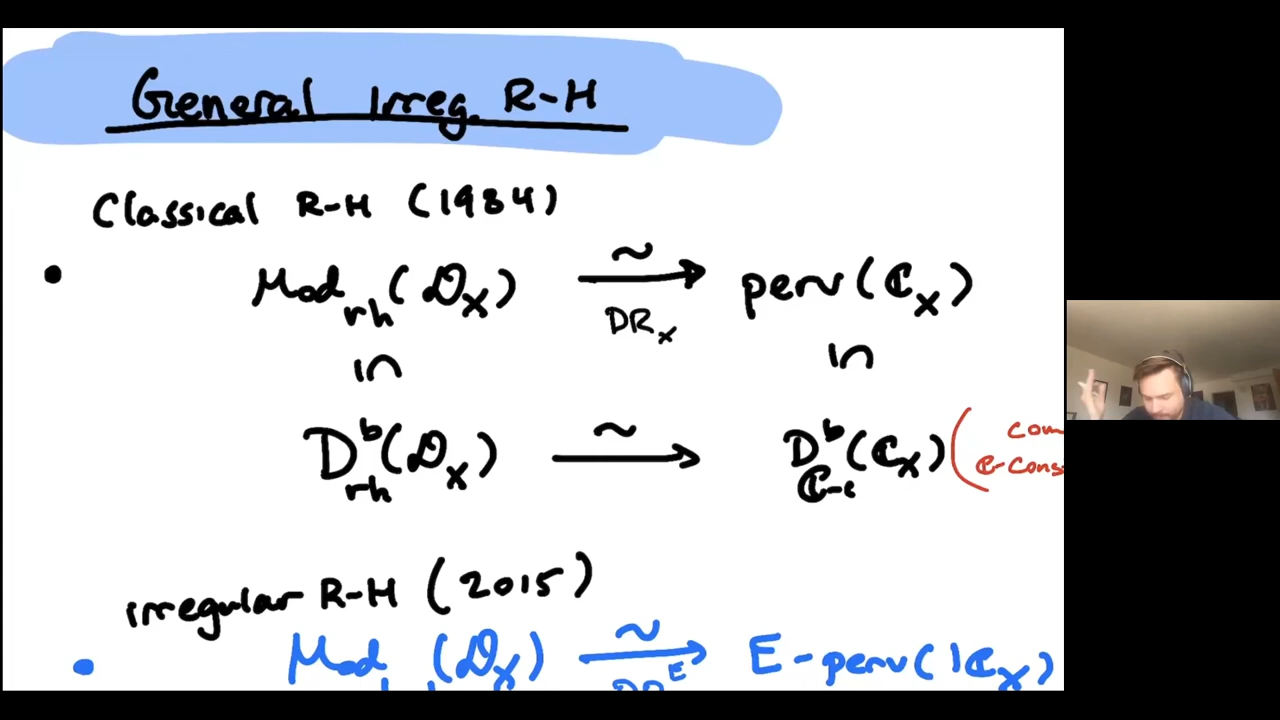 General Irreg. R-H
Classical R-H (1984)
• Mod_rh(𝒟_X) ∼→ DR_X perv(ℂ_X)
∩ ∩
D^b_rh(𝒟_X) ∼→ D^b_ℂ-c(ℂ_X) (
ℂ-
irregular R-H (2015)
• Mod (𝒟_X) ∼→ DR^E E-perv(Iℂ_X)